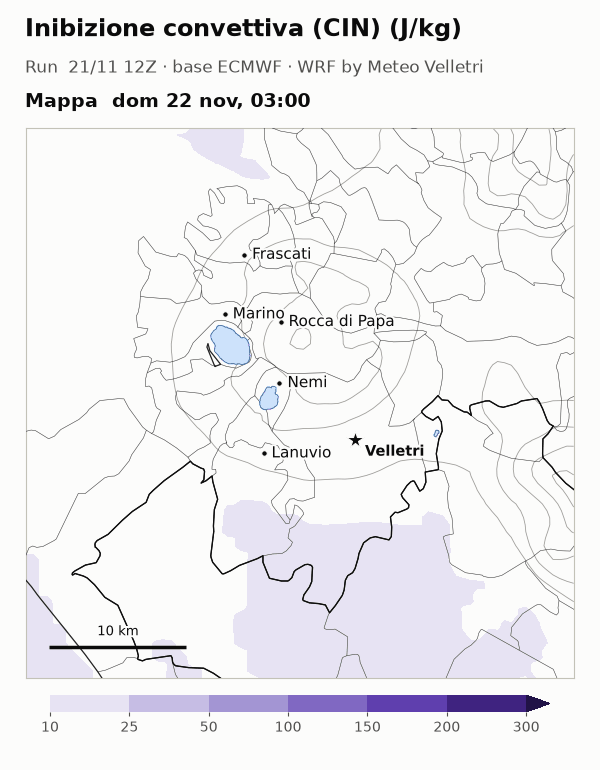 Inibizione convettiva (CIN) (J/kg)
Run  21/11 12Z · base ECMWF · WRF by Meteo Velletri
Mappa  dom 22 nov, 03:00
Frascati
Marino
Rocca di Papa
Nemi
Velletri
Lanuvio
10 km
10 25 50 100 150 200 300